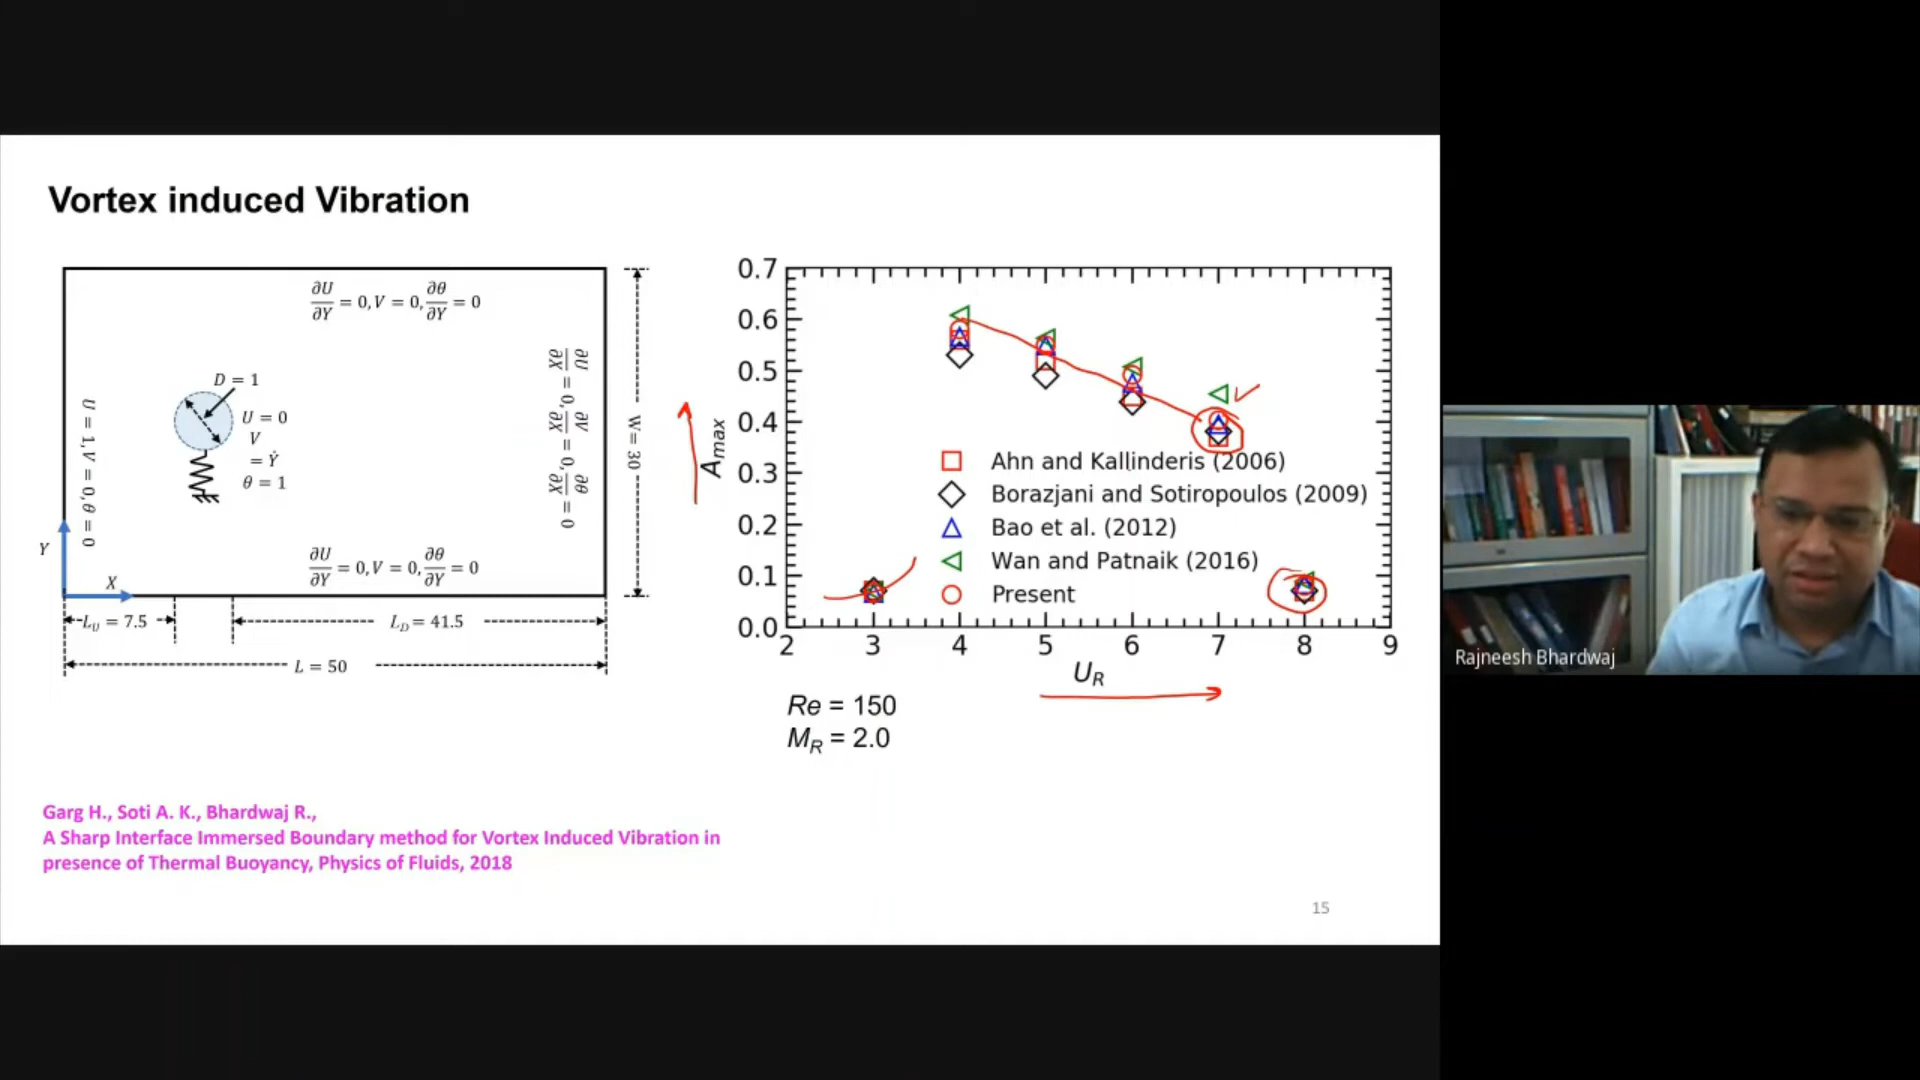 Vortex induced Vibration
∂U/∂Y = 0, V = 0, ∂θ/∂Y = 0
D = 1
U = 0
V
= Ẏ
θ = 1
U = 1, V = 0, θ = 0
∂U/∂X = 0, ∂V/∂X = 0, ∂θ/∂X = 0
W = 30
Y
X
∂U/∂Y = 0, V = 0, ∂θ/∂Y = 0
L_U = 7.5
L_D = 41.5
L = 50
0.7
0.6
0.5
0.4
0.3
0.2
0.1
0.0
A_max
Ahn and Kallinderis (2006)
Borazjani and Sotiropoulos (2009)
Bao et al. (2012)
Wan and Patnaik (2016)
Present
2 3 4 5 6 7 8 9
U_R
Re = 150
M_R = 2.0
Garg H., Soti A. K., Bhardwaj R.,
A Sharp Interface Immersed Boundary method for Vortex Induced Vibration in
presence of Thermal Buoyancy, Physics of Fluids, 2018
15
Rajneesh Bhardwaj